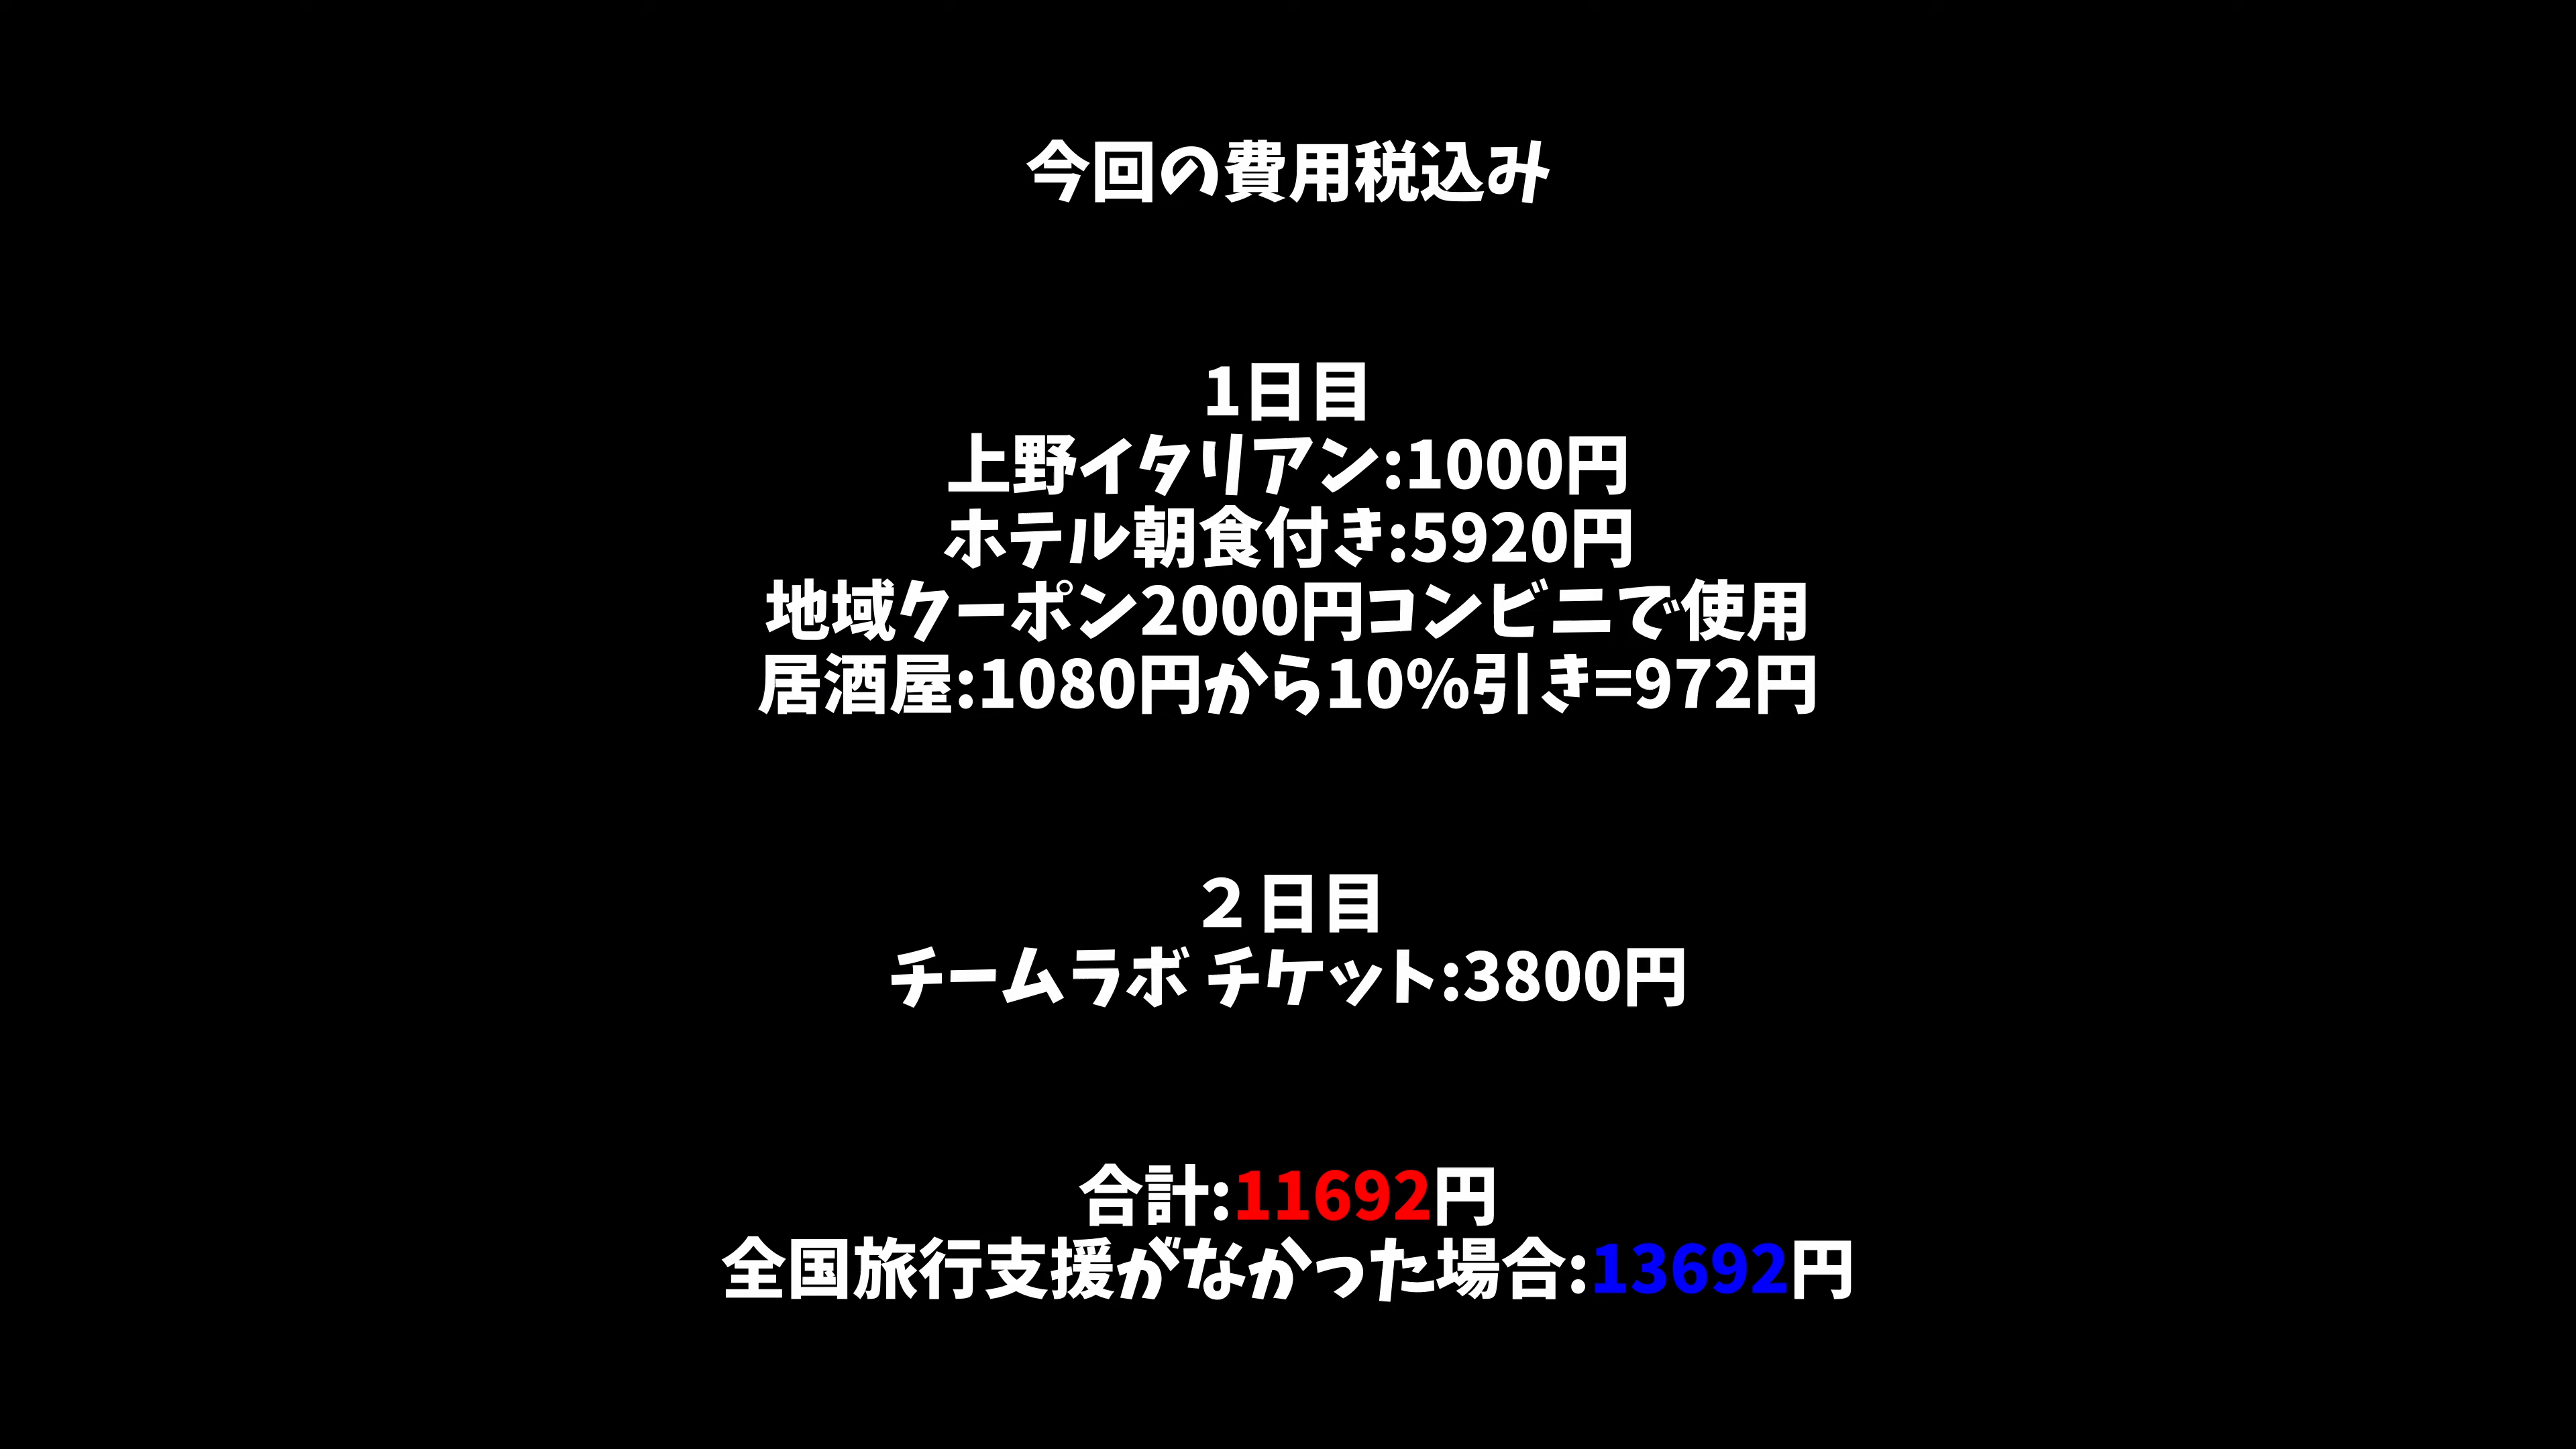 今回の費用税込み
1日目
上野イタリアン:1000円
ホテル朝食付き:5920円
地域クーポン2000円コンビニで使用
居酒屋:1080円から10%引き=972円
２日目
チームラボ チケット:3800円
合計:11692円
全国旅行支援がなかった場合:13692円